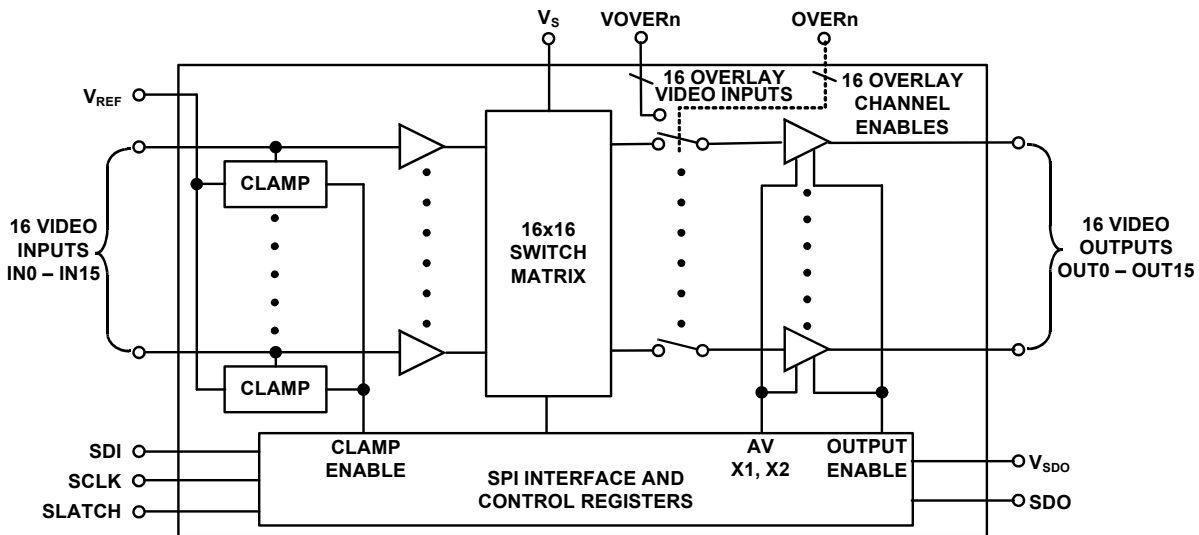 VS
VOVERn
OVERn
16 OVERLAY
VIDEO INPUTS
16 OVERLAY
CHANNEL
ENABLES
VREF
CLAMP
16 VIDEO
INPUTS
IN0 – IN15
16x16
SWITCH
MATRIX
16 VIDEO
OUTPUTS
OUT0 – OUT15
CLAMP
SDI
SCLK
SLATCH
CLAMP
ENABLE
AV
X1, X2
OUTPUT
ENABLE
SPI INTERFACE AND
CONTROL REGISTERS
VSDO
SDO